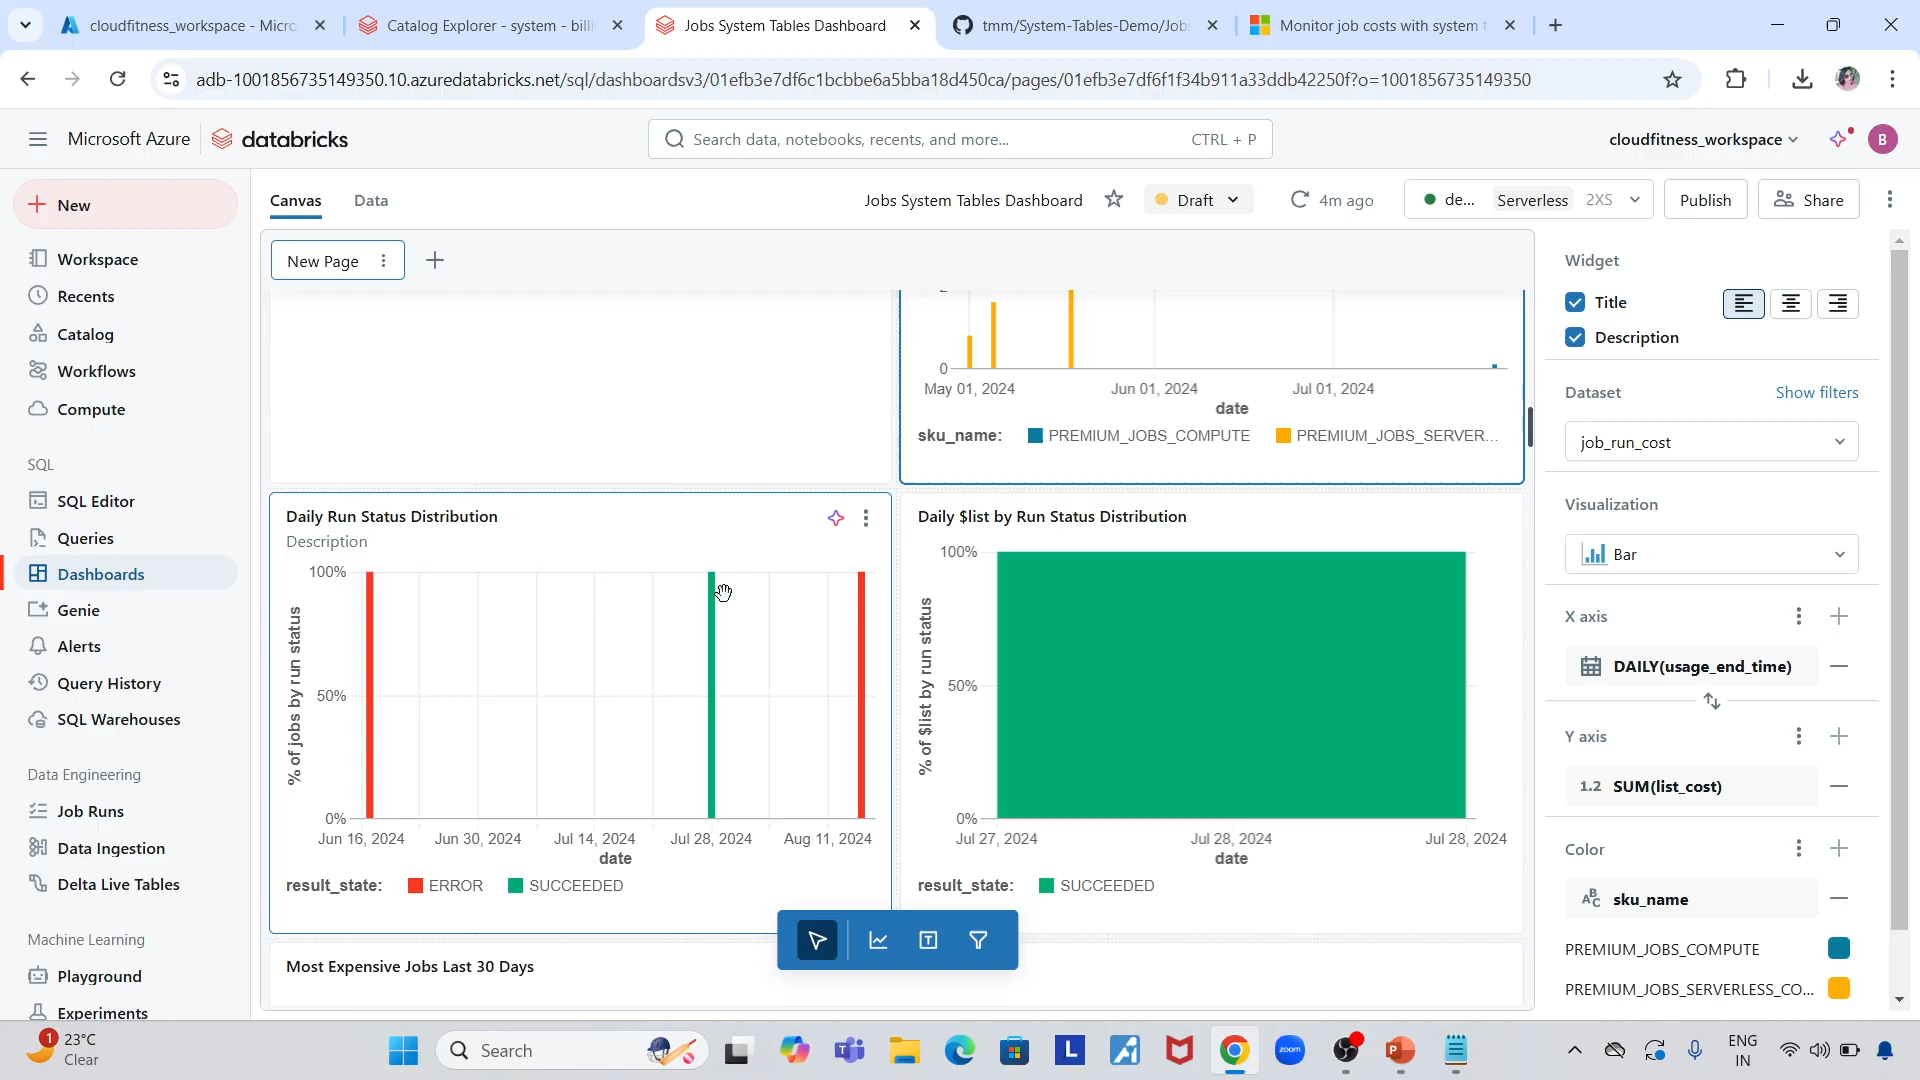 cloudfitness_workspace - Micro
Catalog Explorer - system - billi
Jobs System Tables Dashboard
tmm/System-Tables-Demo/Jobs
Monitor job costs with system t
adb-1001856735149350.10.azuredatabricks.net/sql/dashboardsv3/01efb3e7df6c1bcbbe6a5bba18d450ca/pages/01efb3e7df6f1f34b911a33ddb42250f?o=1001856735149350
Microsoft Azure
databricks
Search data, notebooks, recents, and more...
CTRL + P
cloudfitness_workspace
B
New
Workspace
Recents
Catalog
Workflows
Compute
SQL
SQL Editor
Queries
Dashboards
Genie
Alerts
Query History
SQL Warehouses
Data Engineering
Job Runs
Data Ingestion
Delta Live Tables
Machine Learning
Playground
Experiments
Canvas
Data
Jobs System Tables Dashboard
Draft
4m ago
de...
Serverless
2XS
Publish
Share
New Page
0
May 01, 2024
Jun 01, 2024
Jul 01, 2024
date
sku_name:
PREMIUM_JOBS_COMPUTE
PREMIUM_JOBS_SERVER...
Daily Run Status Distribution
Description
% of jobs by run status
100%
50%
0%
Jun 16, 2024
Jun 30, 2024
Jul 14, 2024
Jul 28, 2024
Aug 11, 2024
date
result_state:
ERROR
SUCCEEDED
Daily $list by Run Status Distribution
% of $list by run status
100%
50%
0%
Jul 27, 2024
Jul 28, 2024
Jul 28, 2024
date
result_state:
SUCCEEDED
Most Expensive Jobs Last 30 Days
Widget
Title
Description
Dataset
Show filters
job_run_cost
Visualization
Bar
X axis
DAILY(usage_end_time)
Y axis
1.2 SUM(list_cost)
Color
ABC sku_name
PREMIUM_JOBS_COMPUTE
PREMIUM_JOBS_SERVERLESS_CO...
1
23°C
Clear
Search
L
zoom
ENG
IN